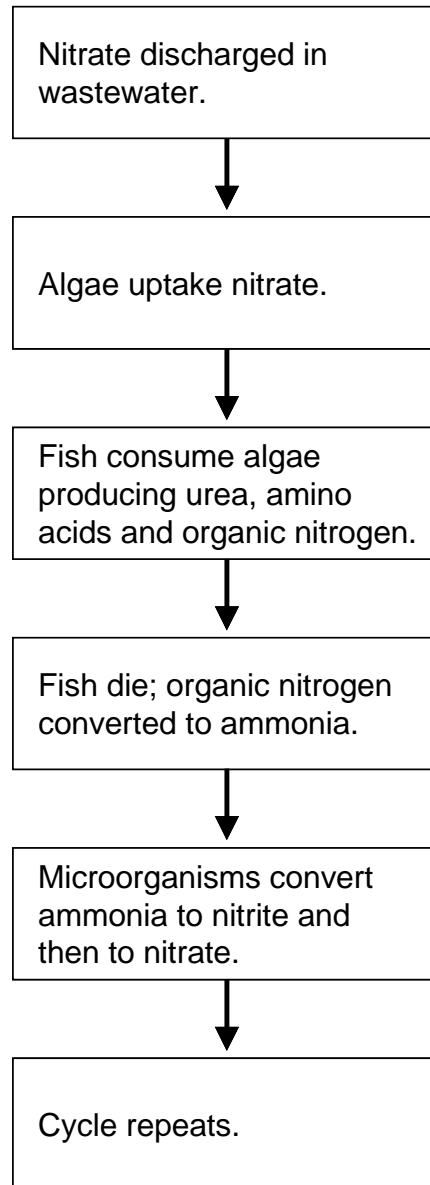 Nitrate discharged in
wastewater.
Algae uptake nitrate.
Fish consume algae
producing urea, amino
acids and organic nitrogen.
Fish die; organic nitrogen
converted to ammonia.
Microorganisms convert
ammonia to nitrite and
then to nitrate.
Cycle repeats.